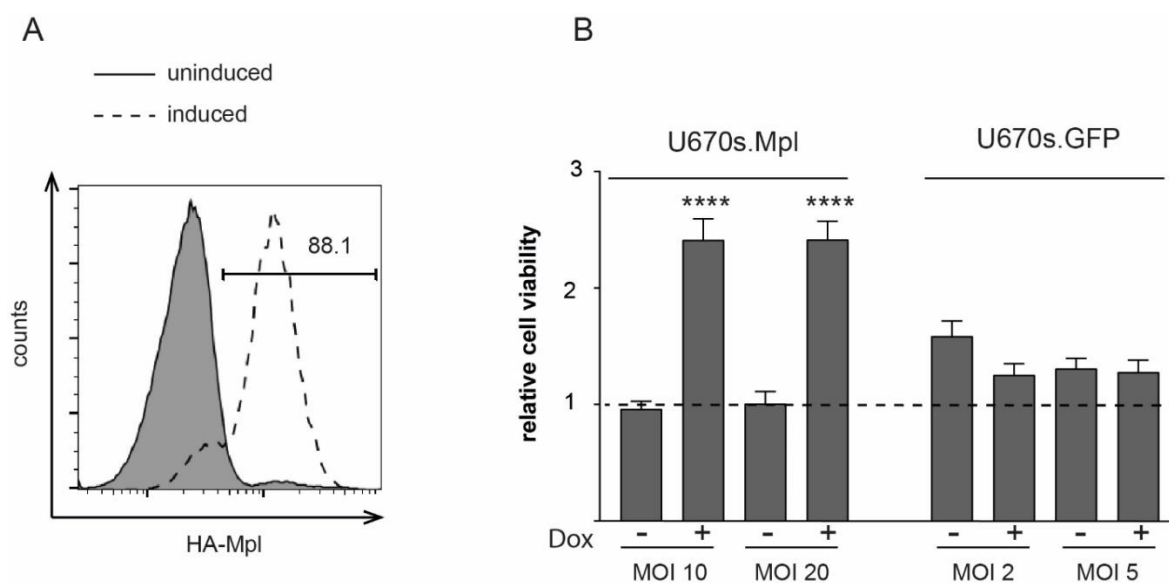 A
uninduced
induced
88.1
counts
HA-Mpl
B
U670s.Mpl U670s.GFP
3
**** ****
2
1
relative cell viability
Dox - + - + - + - +
MOI 10 MOI 20 MOI 2 MOI 5